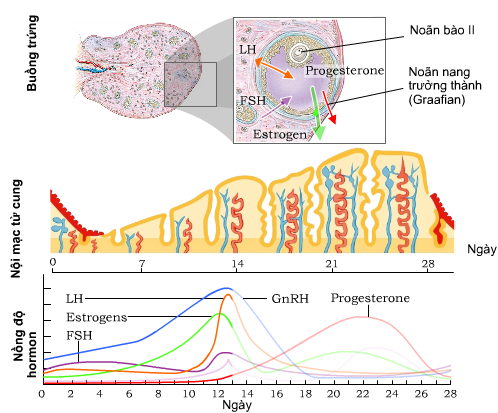 Buồng trứng
LH
Progesterone
FSH
Estrogen
Noãn bào II
Noãn nang
trưởng thành
(Graafian)
Nội mạc tử cung
0 7 14 21 28
Ngày
Nồng độ
hormon
LH
Estrogens
FSH
GnRH
Progesterone
0 2 4 6 8 10 12 14 16 18 20 22 24 26 28
Ngày